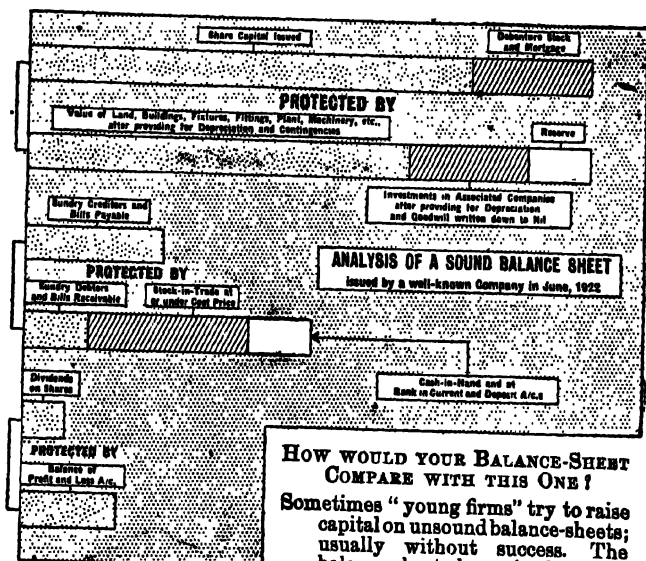 Share Capital Issued
Debenture Stock
and Mortgage
PROTECTED BY
Value of Land, Buildings, Fixtures, Fittings, Plant, Machinery, etc.,
after providing for Depreciation and Contingencies
Reserve
Investments in Associated Companies
after providing for Depreciation
and Goodwill written down to Nil
Sundry Creditors and
Bills Payable
PROTECTED BY
Sundry Debtors
and Bills Receivable
Stock-in-Trade at
or under Cost Price
ANALYSIS OF A SOUND BALANCE SHEET
issued by a well-known Company in June, 1922
Cash-in-Hand and at
Bank in Current and Deposit A/c.s
Dividends
on Shares
PROTECTED BY
Balance of
Profit and Loss A/c.
HOW WOULD YOUR BALANCE-SHEET
COMPARE WITH THIS ONE?
Sometimes "young firms" try to raise
capital on unsound balance-sheets;
usually without success. The